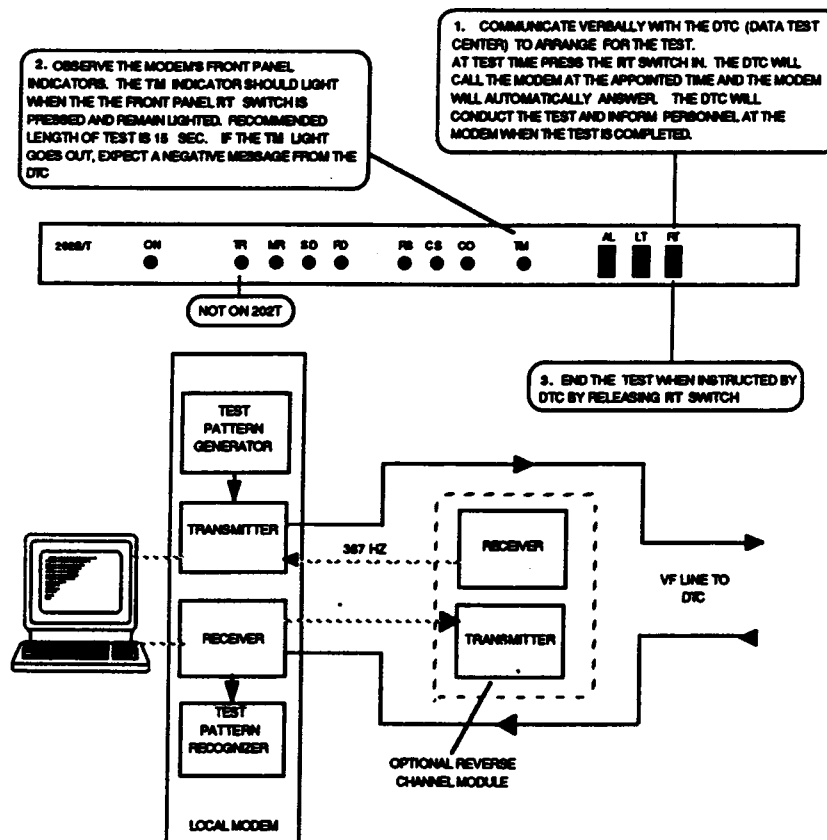 1. COMMUNICATE VERBALLY WITH THE DTC (DATA TEST
CENTER) TO ARRANGE FOR THE TEST.
AT TEST TIME PRESS THE RT SWITCH IN. THE DTC WILL
CALL THE MODEM AT THE APPOINTED TIME AND THE MODEM
WILL AUTOMATICALLY ANSWER. THE DTC WILL
CONDUCT THE TEST AND INFORM PERSONNEL AT THE
MODEM WHEN THE TEST IS COMPLETED.
2. OBSERVE THE MODEM'S FRONT PANEL
INDICATORS. THE TM INDICATOR SHOULD LIGHT
WHEN THE THE FRONT PANEL RT SWITCH IS
PRESSED AND REMAIN LIGHTED. RECOMMENDED
LENGTH OF TEST IS 15 SEC. IF THE TM LIGHT
GOES OUT, EXPECT A NEGATIVE MESSAGE FROM THE
DTC
202S/T ON TR MR SD RD RS CS CO TM AL LT RT
NOT ON 202T
3. END THE TEST WHEN INSTRUCTED BY
DTC BY RELEASING RT SWITCH
TEST
PATTERN
GENERATOR
TRANSMITTER
387 HZ
RECEIVER
VF LINE TO
DTC
RECEIVER
TRANSMITTER
TEST
PATTERN
RECOGNIZER
OPTIONAL REVERSE
CHANNEL MODULE
LOCAL MODEM